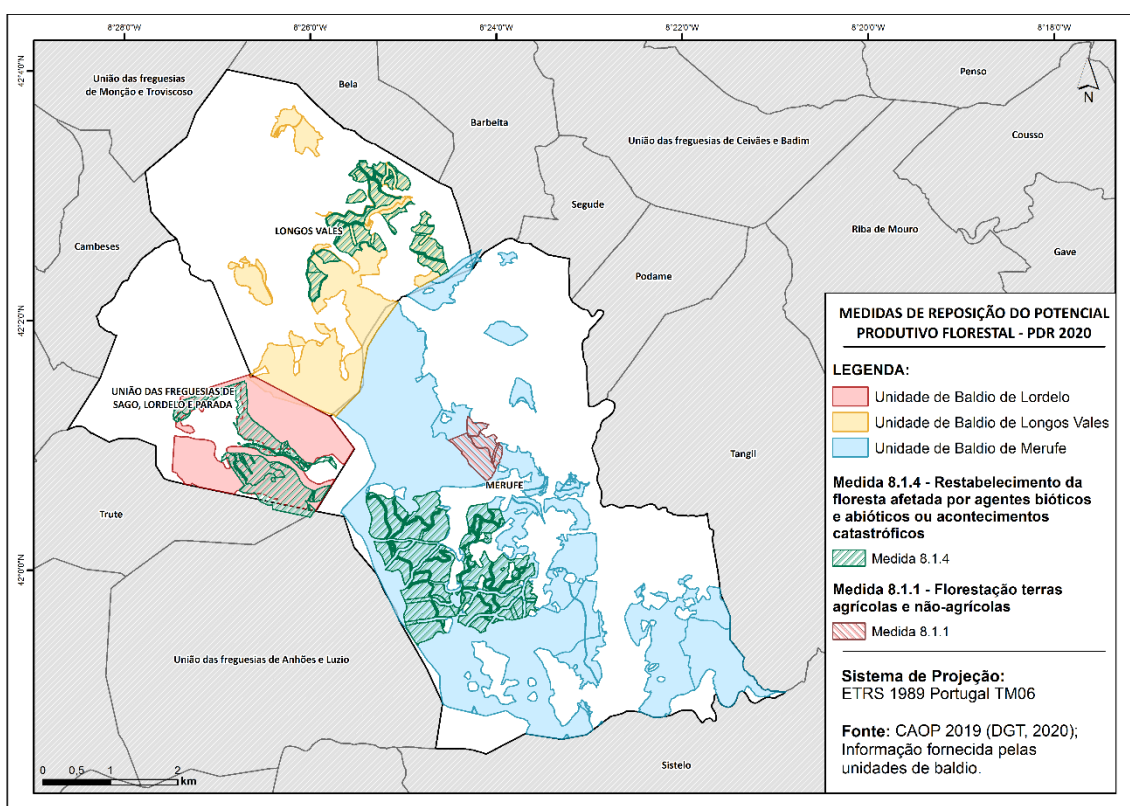 8°28'0"W
8°26'0"W
8°24'0"W
8°22'0"W
8°20'0"W
8°18'0"W
42°4'0"N
42°2'0"N
42°0'0"N
União das freguesias
de Monção e Troviscoso
Bela
Barbeita
Penso
N
União das freguesias de Ceivães e Badim
Cousso
Segude
LONGOS VALES
Riba de Mouro
Cambeses
Gave
Podame
UNIÃO DAS FREGUESIAS DE
SAGO, LORDELO E PARADA
Tangil
MERUFE
Trute
União das freguesias de Anhões e Luzio
Sistelo
0
0,5
1
2
km
MEDIDAS DE REPOSIÇÃO DO POTENCIAL
PRODUTIVO FLORESTAL - PDR 2020
LEGENDA:
Unidade de Baldio de Lordelo
Unidade de Baldio de Longos Vales
Unidade de Baldio de Merufe
Medida 8.1.4 - Restabelecimento da
floresta afetada por agentes bióticos
e abióticos ou acontecimentos
catastróficos
Medida 8.1.4
Medida 8.1.1 - Florestação terras
agrícolas e não-agrícolas
Medida 8.1.1
Sistema de Projeção:
ETRS 1989 Portugal TM06
Fonte: CAOP 2019 (DGT, 2020);
Informação fornecida pelas
unidades de baldio.